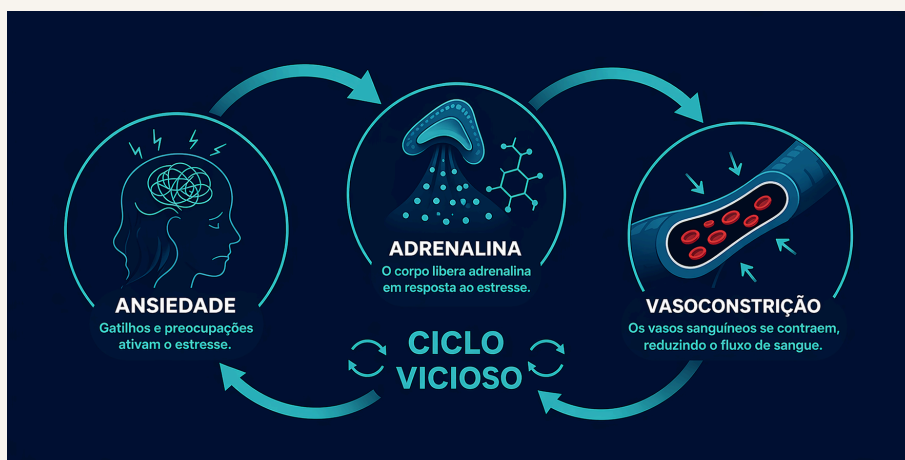 ANSIEDADE
Gatilhos e preocupações
ativam o estresse.
ADRENALINA
O corpo libera adrenalina
em resposta ao estresse.
VASOCONSTRIÇÃO
Os vasos sanguíneos se contraem,
reduzindo o fluxo de sangue.
CICLO
VICIOSO